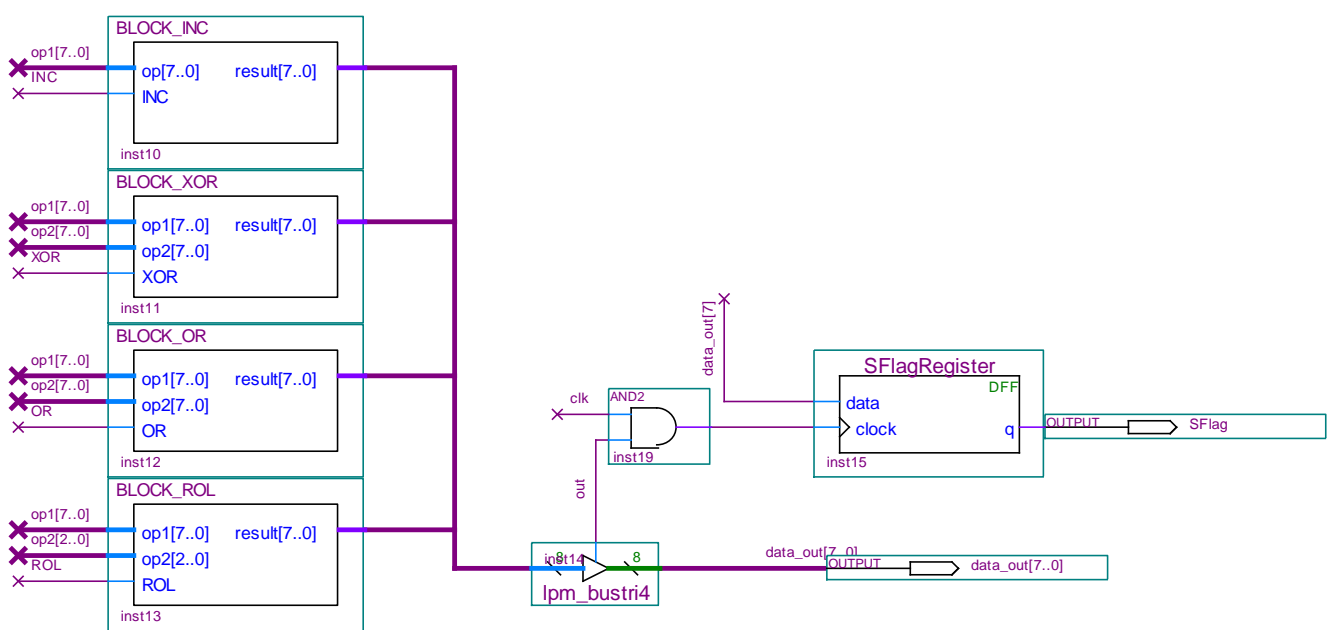 BLOCK_INC
op1[7..0]
INC
op[7..0] result[7..0]
INC
inst10
BLOCK_XOR
op1[7..0]
op2[7..0]
XOR
op1[7..0] result[7..0]
op2[7..0]
XOR
inst11
BLOCK_OR
op1[7..0]
op2[7..0]
OR
op1[7..0] result[7..0]
op2[7..0]
OR
inst12
BLOCK_ROL
op1[7..0]
op2[2..0]
ROL
op1[7..0] result[7..0]
op2[2..0]
ROL
inst13
data_out[7]
clk
AND2
inst19
out
SFlagRegister
DFF
data
clock q
inst15
OUTPUT SFlag
8 inst14 8
lpm_bustri4
data_out[7..0]
OUTPUT data_out[7..0]